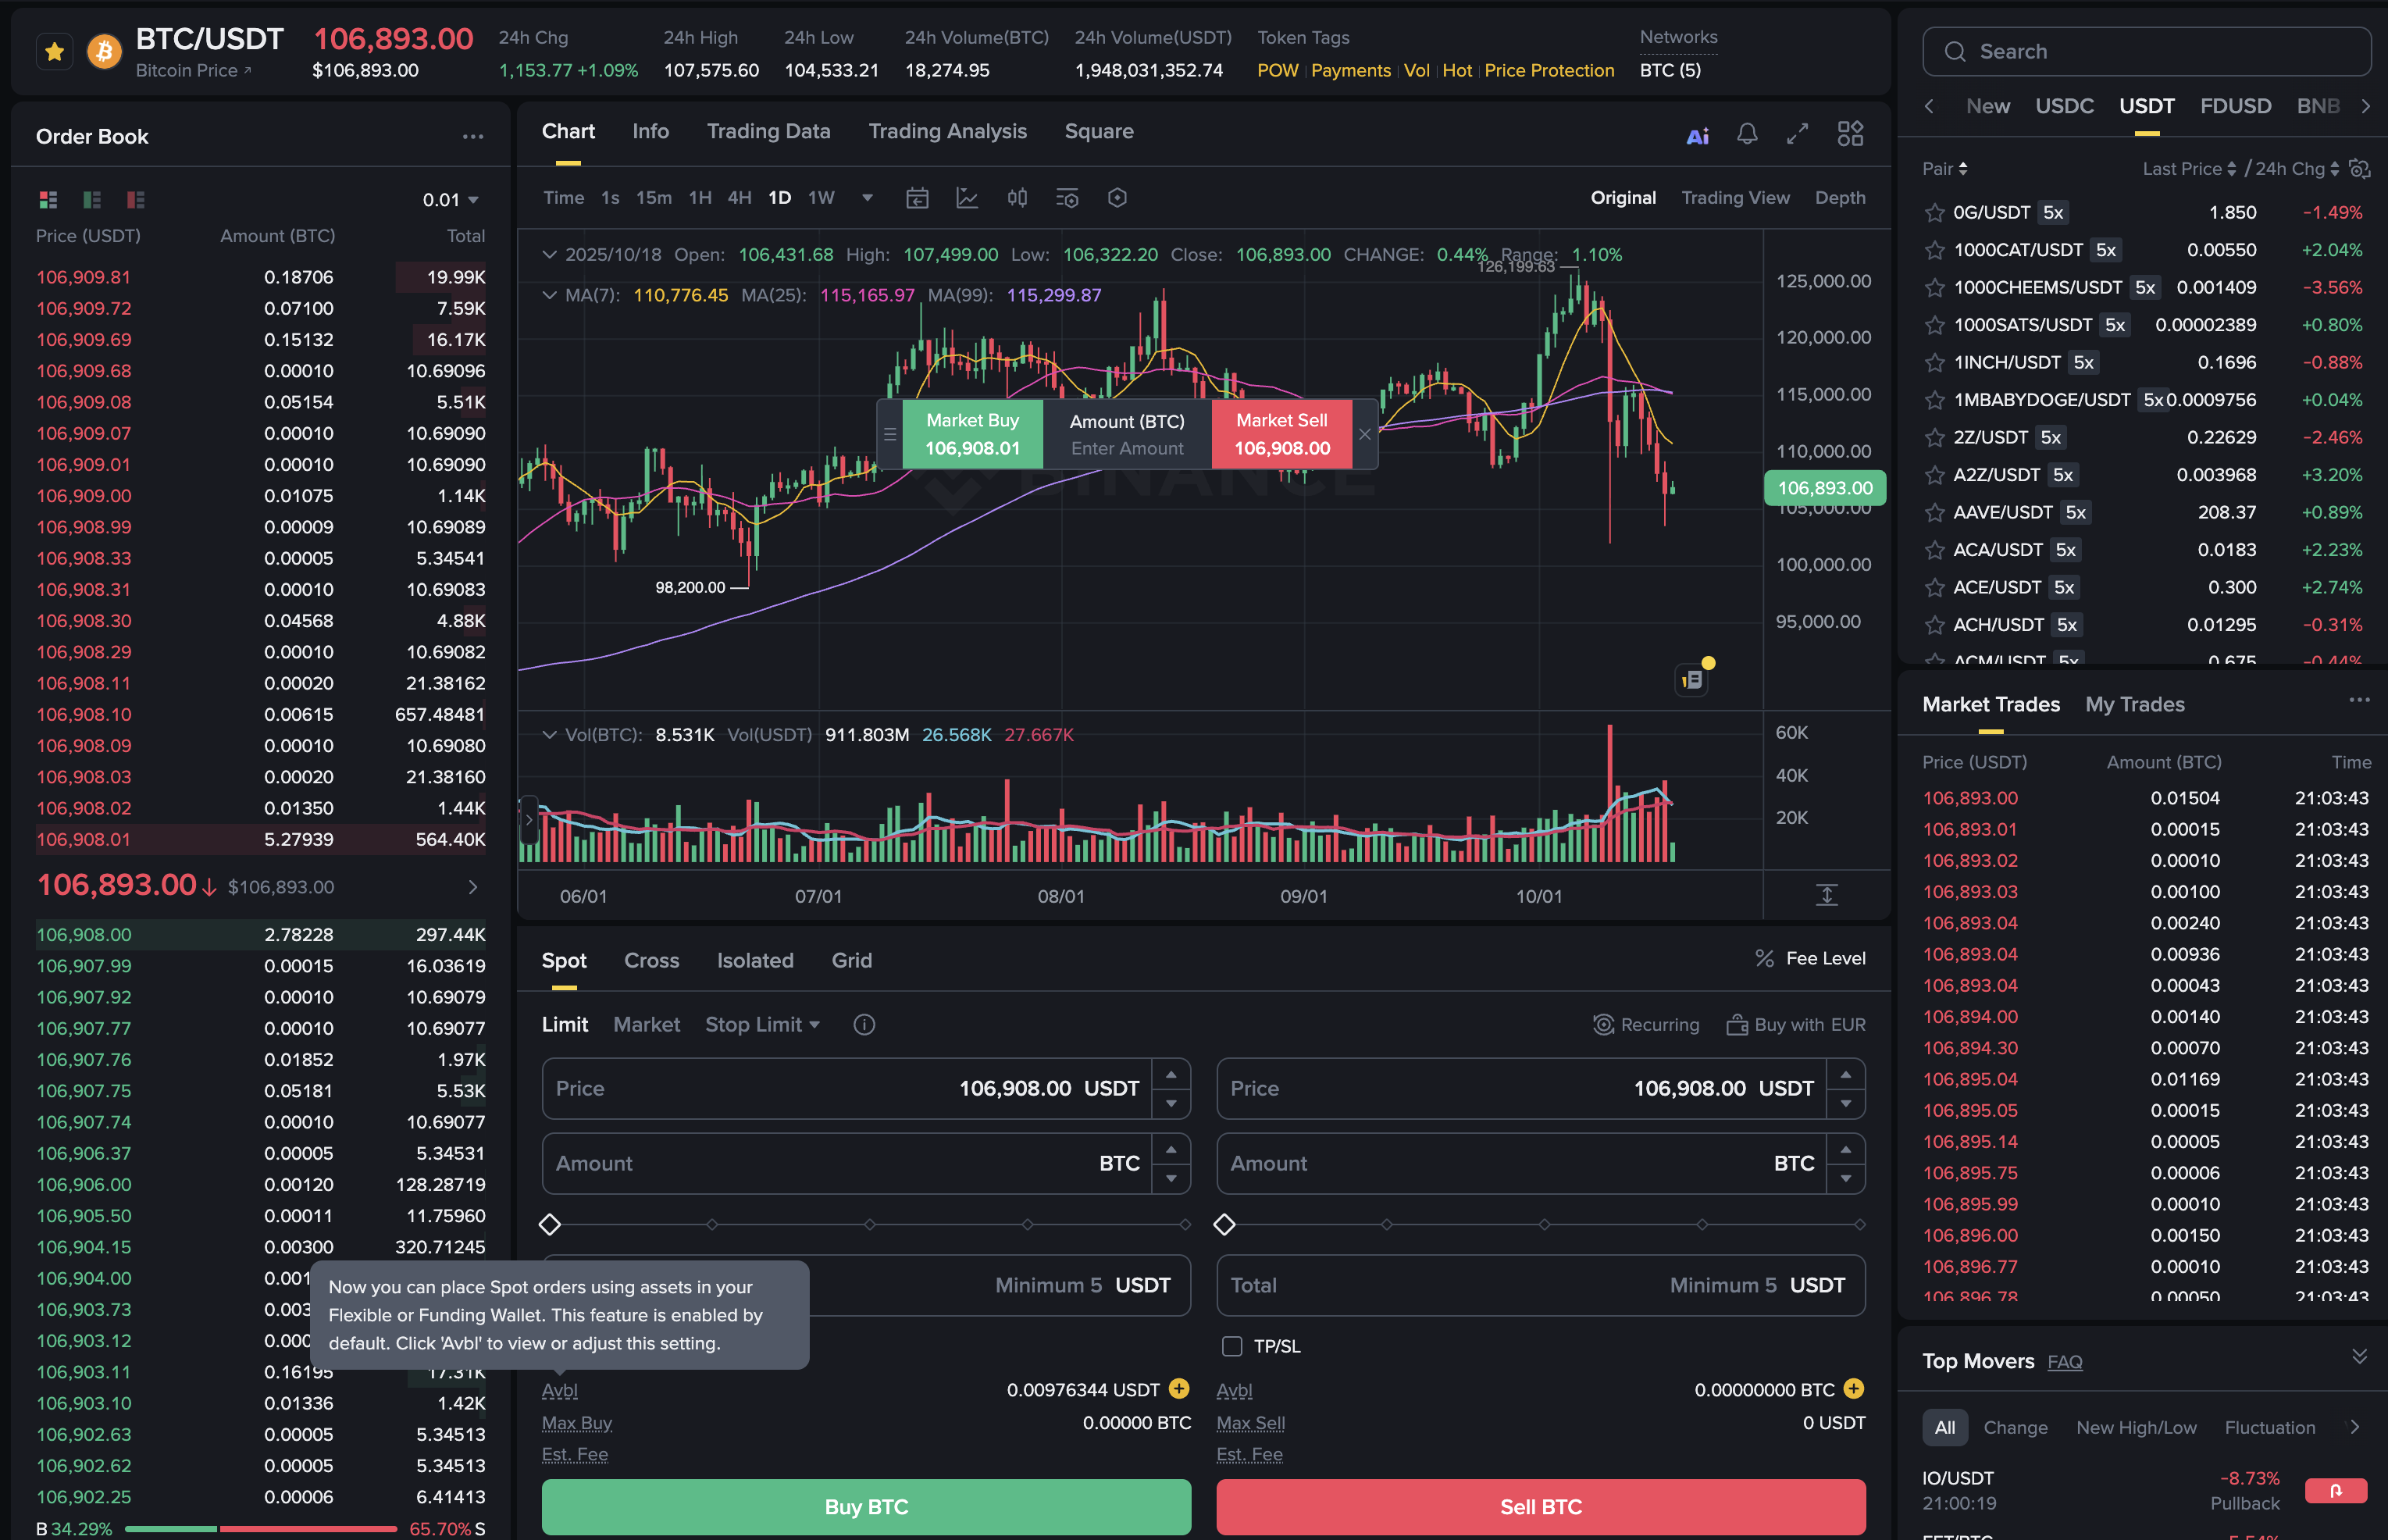 BTC/USDT
Bitcoin Price
106,893.00
$106,893.00
24h Chg
1,153.77 +1.09%
24h High
107,575.60
24h Low
104,533.21
24h Volume(BTC)
18,274.95
24h Volume(USDT)
1,948,031,352.74
Token Tags
POW Payments Vol Hot Price Protection
Networks
BTC (5)
Order Book
0.01
Price (USDT) Amount (BTC) Total
106,909.81 0.18706 19.99K
106,909.72 0.07100 7.59K
106,909.69 0.15132 16.17K
106,909.68 0.00010 10.69096
106,909.08 0.05154 5.51K
106,909.07 0.00010 10.69090
106,909.01 0.00010 10.69090
106,909.00 0.01075 1.14K
106,908.99 0.00009 10.69089
106,908.33 0.00005 5.34541
106,908.31 0.00010 10.69083
106,908.30 0.04568 4.88K
106,908.29 0.00010 10.69082
106,908.11 0.00020 21.38162
106,908.10 0.00615 657.48481
106,908.09 0.00010 10.69080
106,908.03 0.00020 21.38160
106,908.02 0.01350 1.44K
106,908.01 5.27939 564.40K
106,893.00 $106,893.00
106,908.00 2.78228 297.44K
106,907.99 0.00015 16.03619
106,907.92 0.00010 10.69079
106,907.77 0.00010 10.69077
106,907.76 0.01852 1.97K
106,907.75 0.05181 5.53K
106,907.74 0.00010 10.69077
106,906.37 0.00005 5.34531
106,906.00 0.00120 128.28719
106,905.50 0.00011 11.75960
106,904.15 0.00300 320.71245
106,904.00 0.001
106,903.73 0.003
106,903.12 0.000
106,903.11 0.16195 17.31K
106,903.10 0.01336 1.42K
106,902.63 0.00005 5.34513
106,902.62 0.00005 5.34513
106,902.25 0.00006 6.41413
B 34.29% 65.70% S
Chart Info Trading Data Trading Analysis Square
Ai
Time 1s 15m 1H 4H 1D 1W
Original Trading View Depth
2025/10/18 Open: 106,431.68 High: 107,499.00 Low: 106,322.20 Close: 106,893.00 CHANGE: 0.44% Range: 1.10%
126,199.63
MA(7): 110,776.45 MA(25): 115,165.97 MA(99): 115,299.87
Market Buy
106,908.01
Amount (BTC)
Enter Amount
Market Sell
106,908.00
BINANCE
98,200.00
125,000.00
120,000.00
115,000.00
110,000.00
106,893.00
105,000.00
100,000.00
95,000.00
Vol(BTC): 8.531K Vol(USDT) 911.803M 26.568K 27.667K
60K
40K
20K
06/01 07/01 08/01 09/01 10/01
Spot Cross Isolated Grid
Fee Level
Limit Market Stop Limit
Recurring Buy with EUR
Price 106,908.00 USDT
Amount BTC
Minimum 5 USDT
Now you can place Spot orders using assets in your
Flexible or Funding Wallet. This feature is enabled by
default. Click 'Avbl' to view or adjust this setting.
Avbl 0.00976344 USDT
Max Buy 0.00000 BTC
Est. Fee
Buy BTC
Price 106,908.00 USDT
Amount BTC
Total Minimum 5 USDT
TP/SL
Avbl 0.00000000 BTC
Max Sell 0 USDT
Est. Fee
Sell BTC
Search
New USDC USDT FDUSD BNB
Pair Last Price / 24h Chg
0G/USDT 5x 1.850 -1.49%
1000CAT/USDT 5x 0.00550 +2.04%
1000CHEEMS/USDT 5x 0.001409 -3.56%
1000SATS/USDT 5x 0.00002389 +0.80%
1INCH/USDT 5x 0.1696 -0.88%
1MBABYDOGE/USDT 5x 0.0009756 +0.04%
2Z/USDT 5x 0.22629 -2.46%
A2Z/USDT 5x 0.003968 +3.20%
AAVE/USDT 5x 208.37 +0.89%
ACA/USDT 5x 0.0183 +2.23%
ACE/USDT 5x 0.300 +2.74%
ACH/USDT 5x 0.01295 -0.31%
ACM/USDT 5x 0.675 -0.44%
Market Trades My Trades
Price (USDT) Amount (BTC) Time
106,893.00 0.01504 21:03:43
106,893.01 0.00015 21:03:43
106,893.02 0.00010 21:03:43
106,893.03 0.00100 21:03:43
106,893.04 0.00240 21:03:43
106,893.04 0.00936 21:03:43
106,893.04 0.00043 21:03:43
106,894.00 0.00140 21:03:43
106,894.30 0.00070 21:03:43
106,895.04 0.01169 21:03:43
106,895.05 0.00015 21:03:43
106,895.14 0.00005 21:03:43
106,895.75 0.00006 21:03:43
106,895.99 0.00010 21:03:43
106,896.00 0.00150 21:03:43
106,896.77 0.00010 21:03:43
106,896.78 0.00050 21:03:43
Top Movers FAQ
All Change New High/Low Fluctuation
IO/USDT -8.73%
21:00:19 Pullback